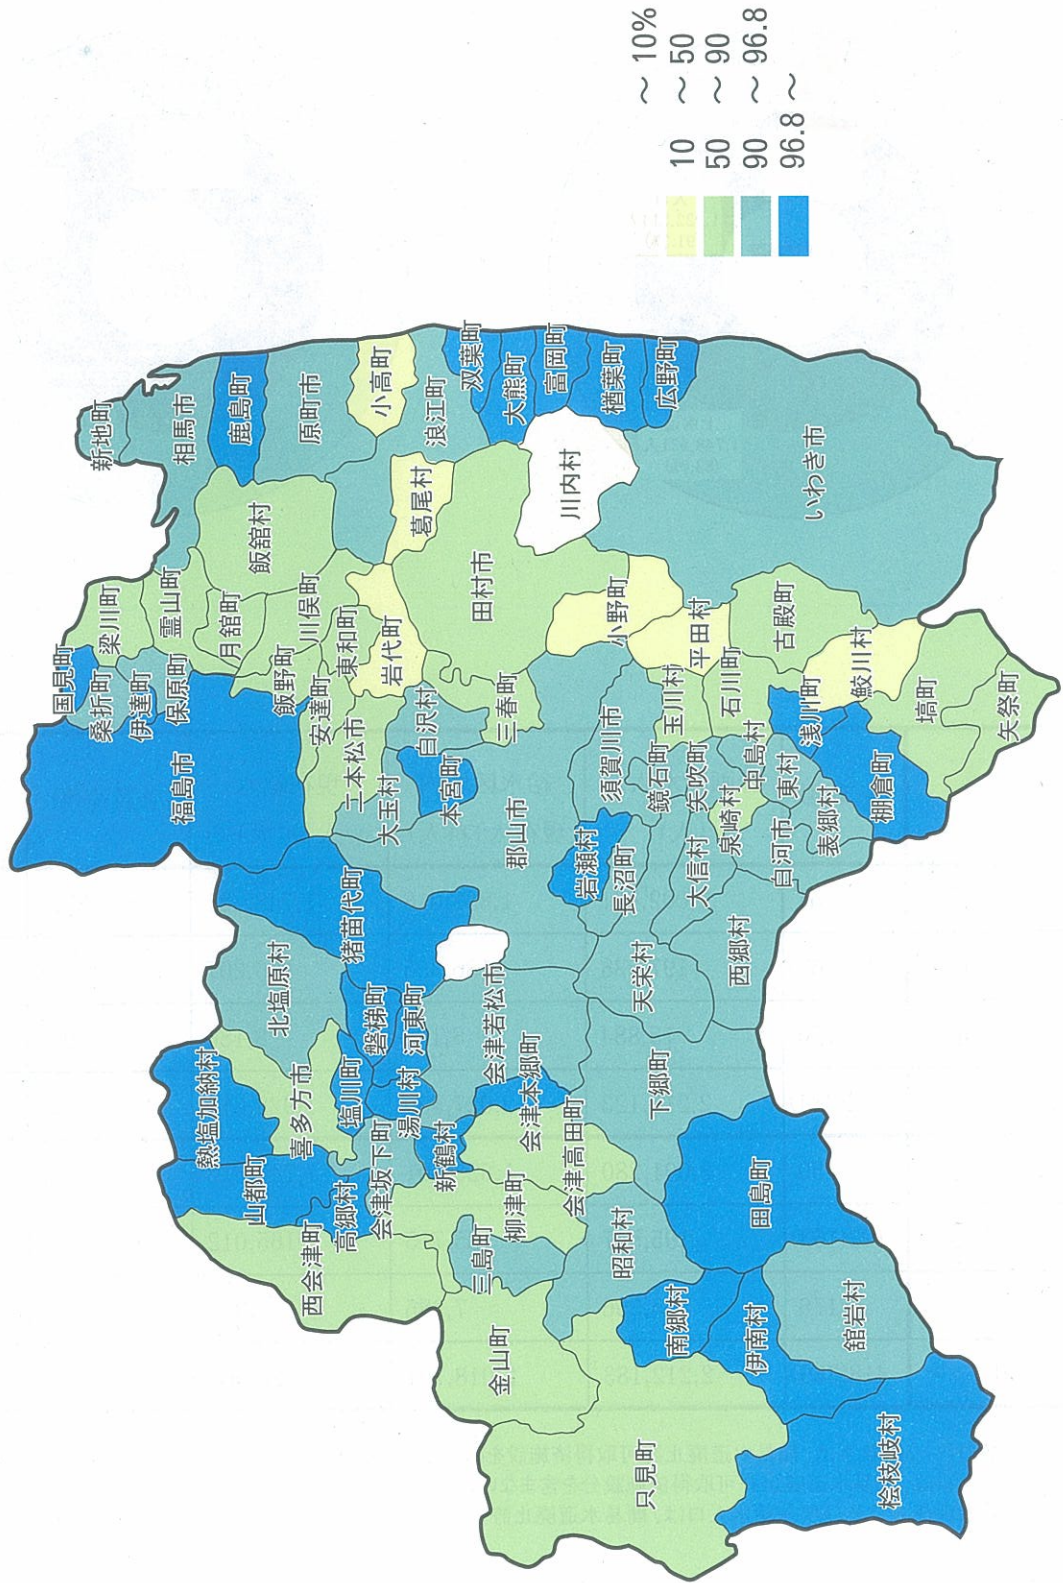 ～ 10%
10 ～ 50
50 ～ 90
90 ～ 96.8
96.8 ～
新地町
相馬市
鹿島町
原町市
小高町
浪江町
双葉町
大熊町
富岡町
楢葉町
広野町
いわき市
川内村
葛尾村
田村市
飯舘村
梁川町
霊山町
月舘町
川俣町
東和町
岩代町
小野町
平田村
古殿町
鮫川村
塙町
矢祭町
国見町
桑折町
伊達町
保原町
飯野町
安達町
二本松市
白沢村
三春町
福島市
大玉村
本宮町
郡山市
須賀川市
玉川村
石川町
浅川町
鏡石町
矢吹町
中島村
東村
泉崎村
表郷村
棚倉町
岩瀬村
長沼町
大信村
白河市
天栄村
西郷村
猪苗代町
北塩原村
磐梯町
河東町
会津若松市
会津本郷町
下郷町
熱塩加納村
喜多方市
塩川町
湯川村
会津坂下町
新鶴村
会津高田町
山都町
高郷村
西会津町
柳津町
三島町
昭和村
田島町
金山町
南郷村
伊南村
舘岩村
只見町
桧枝岐村
2,212,18